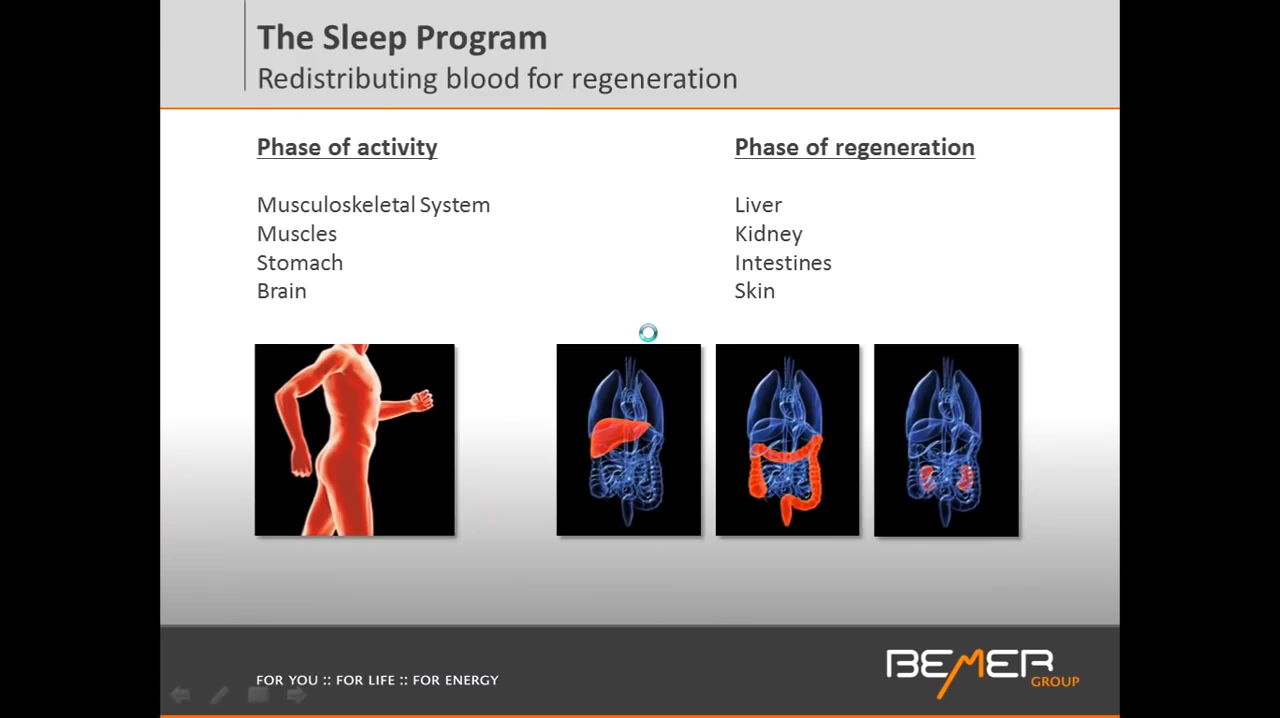 The Sleep Program
Redistributing blood for regeneration
Phase of activity
Musculoskeletal System
Muscles
Stomach
Brain
Phase of regeneration
Liver
Kidney
Intestines
Skin
FOR YOU :: FOR LIFE :: FOR ENERGY
BEMER
GROUP